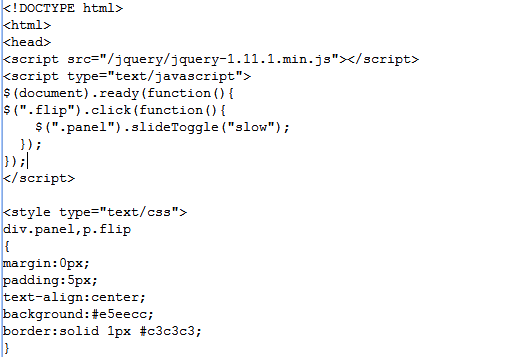 <!DOCTYPE html>
<html>
<head>
<script src="/jquery/jquery-1.11.1.min.js"></script>
<script type="text/javascript">
$(document).ready(function(){
$(".flip").click(function(){
    $(".panel").slideToggle("slow");
  });
});
</script>

<style type="text/css">
div.panel,p.flip
{
margin:0px;
padding:5px;
text-align:center;
background:#e5eecc;
border:solid 1px #c3c3c3;
}